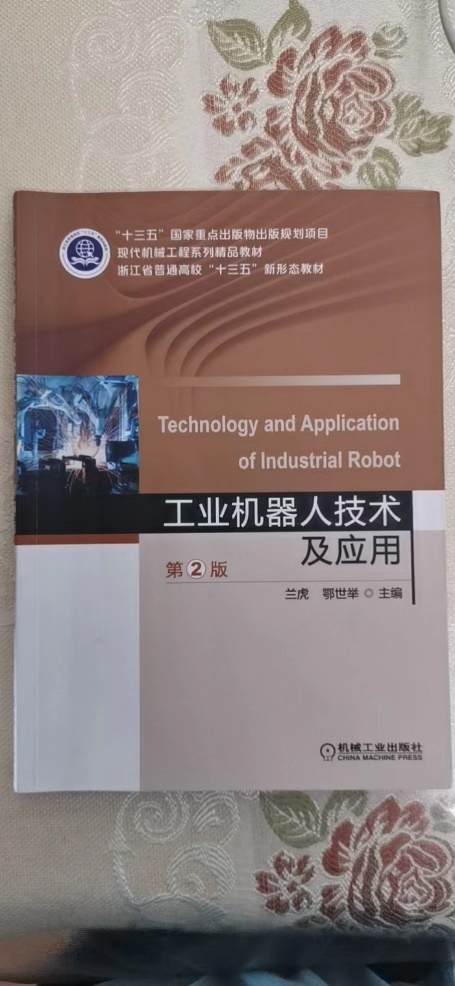 “十三五”国家重点出版物出版规划项目
现代机械工程系列精品教材
浙江省普通高校“十三五”新形态教材
Technology and Application
of Industrial Robot
工业机器人技术
及应用
第2版
兰虎 鄂世举 ◎ 主编
机械工业出版社
CHINA MACHINE PRESS